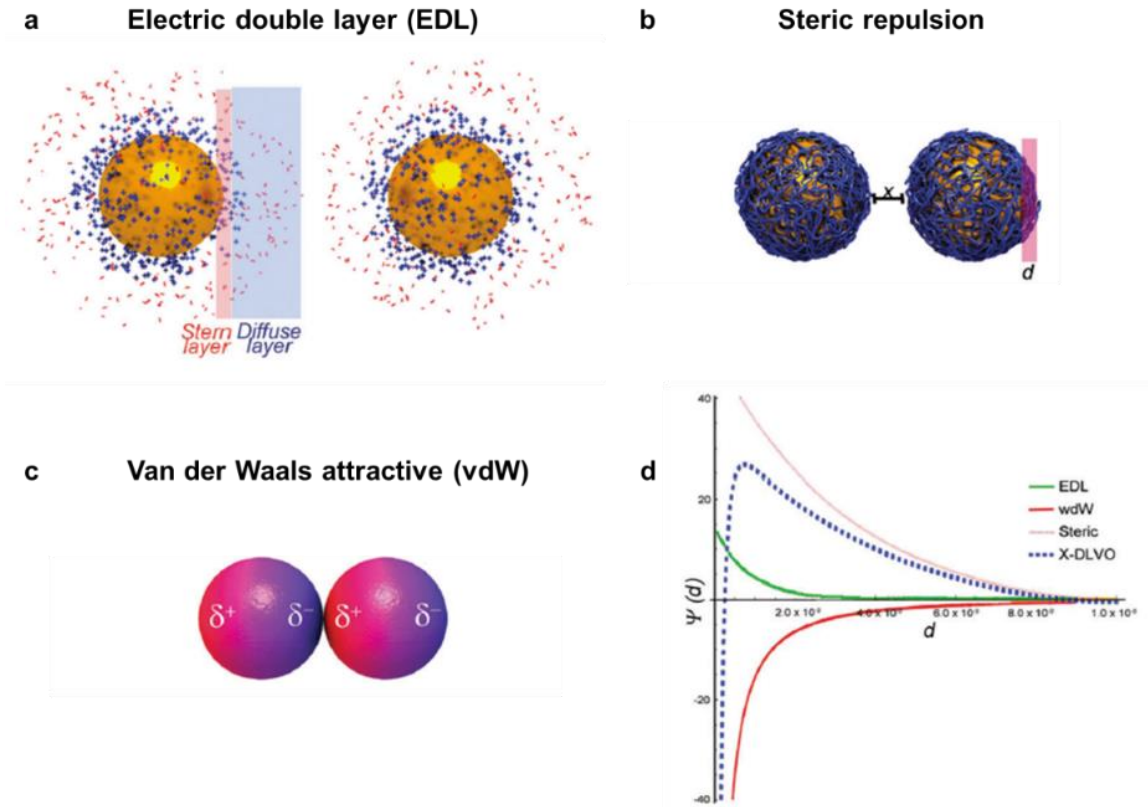 a Electric double layer (EDL)
Stern Diffuse
layer layer
b Steric repulsion
x
d
c Van der Waals attractive (vdW)
δ+ δ− δ+ δ−
d
40
20
-20
-40
Ψ (d)
EDL
wdW
Steric
X-DLVO
d